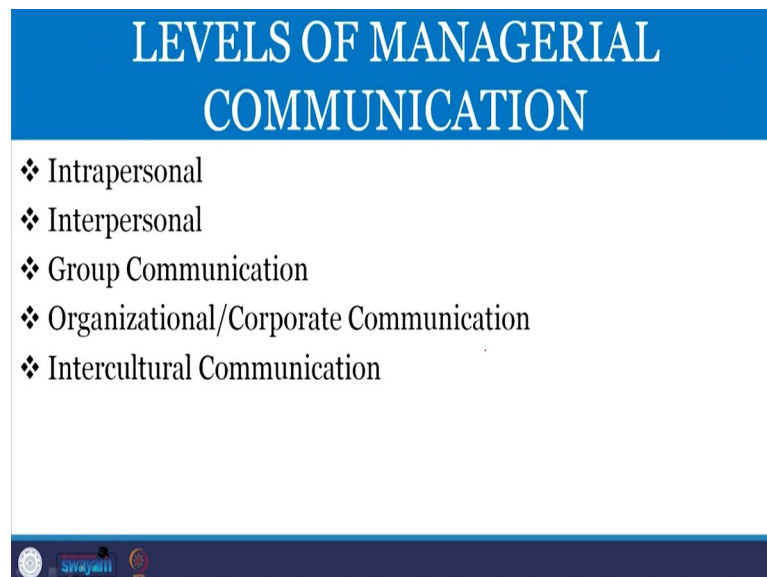 LEVELS OF MANAGERIAL
COMMUNICATION
❖ Intrapersonal
❖ Interpersonal
❖ Group Communication
❖ Organizational/Corporate Communication
❖ Intercultural Communication
swayam